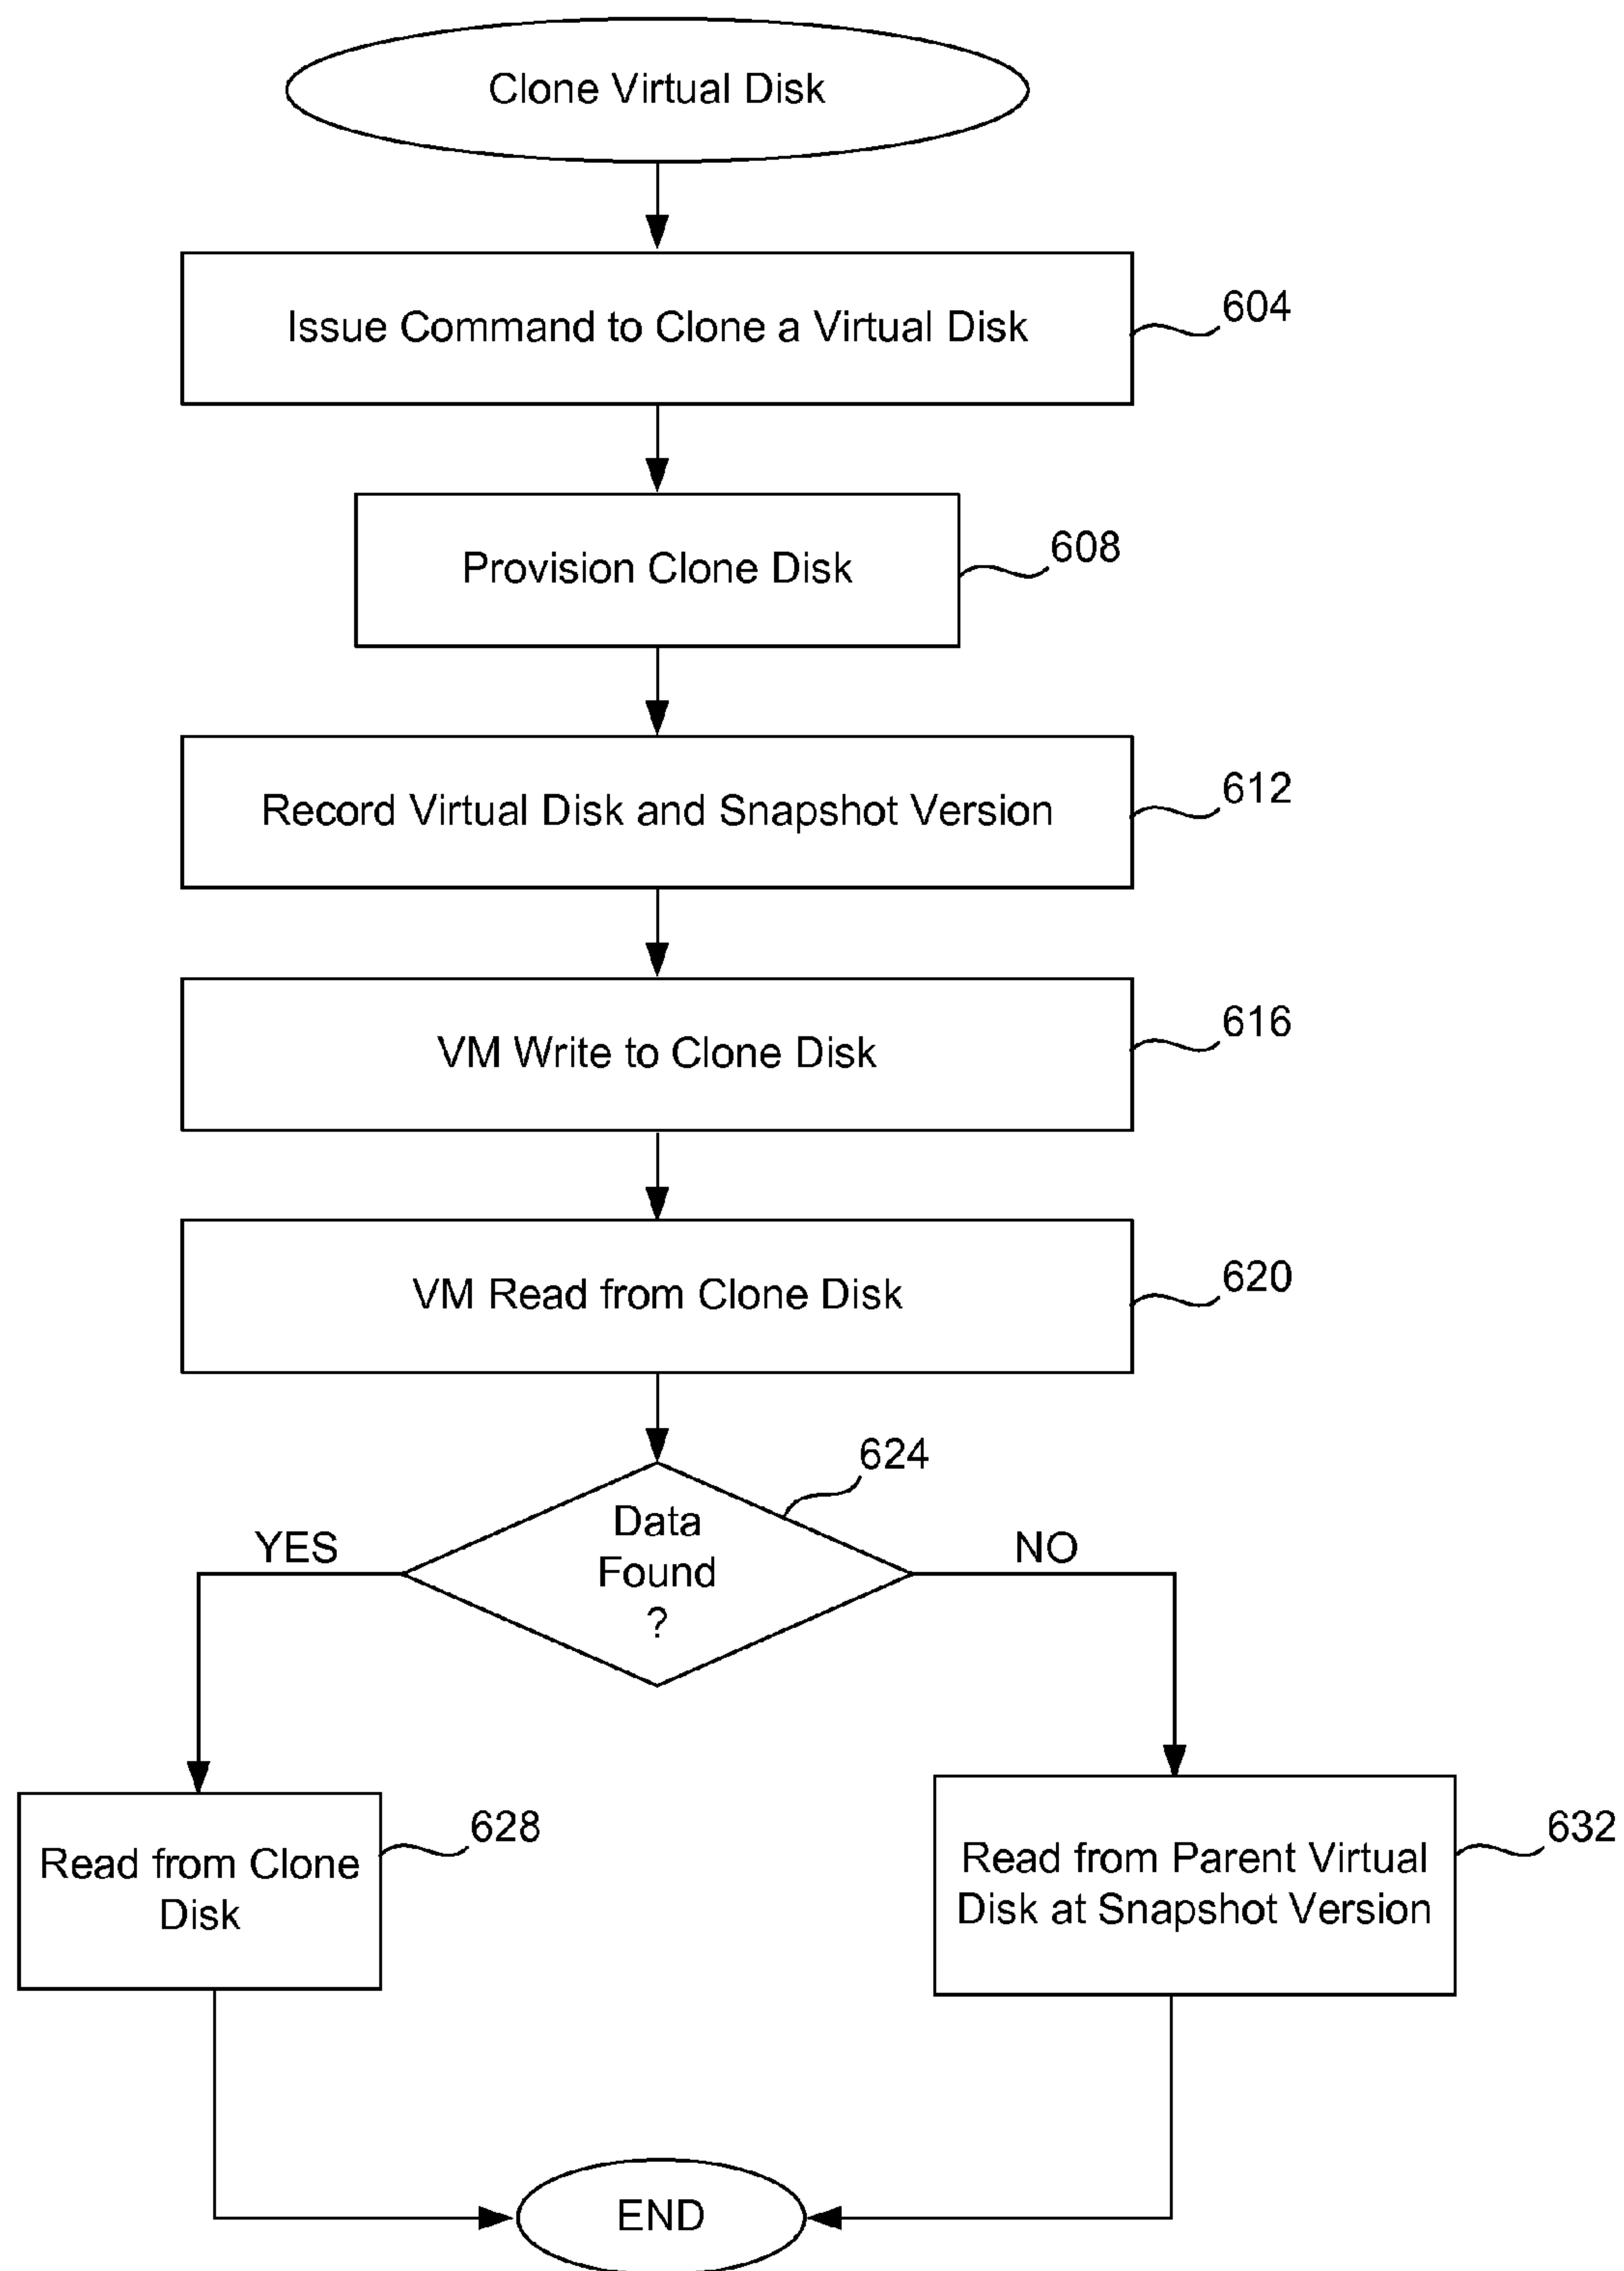 Clone Virtual Disk
Issue Command to Clone a Virtual Disk
604
Provision Clone Disk
608
Record Virtual Disk and Snapshot Version
612
VM Write to Clone Disk
616
VM Read from Clone Disk
620
624
Data
Found
?
YES
NO
Read from Clone
Disk
628
Read from Parent Virtual
Disk at Snapshot Version
632
END